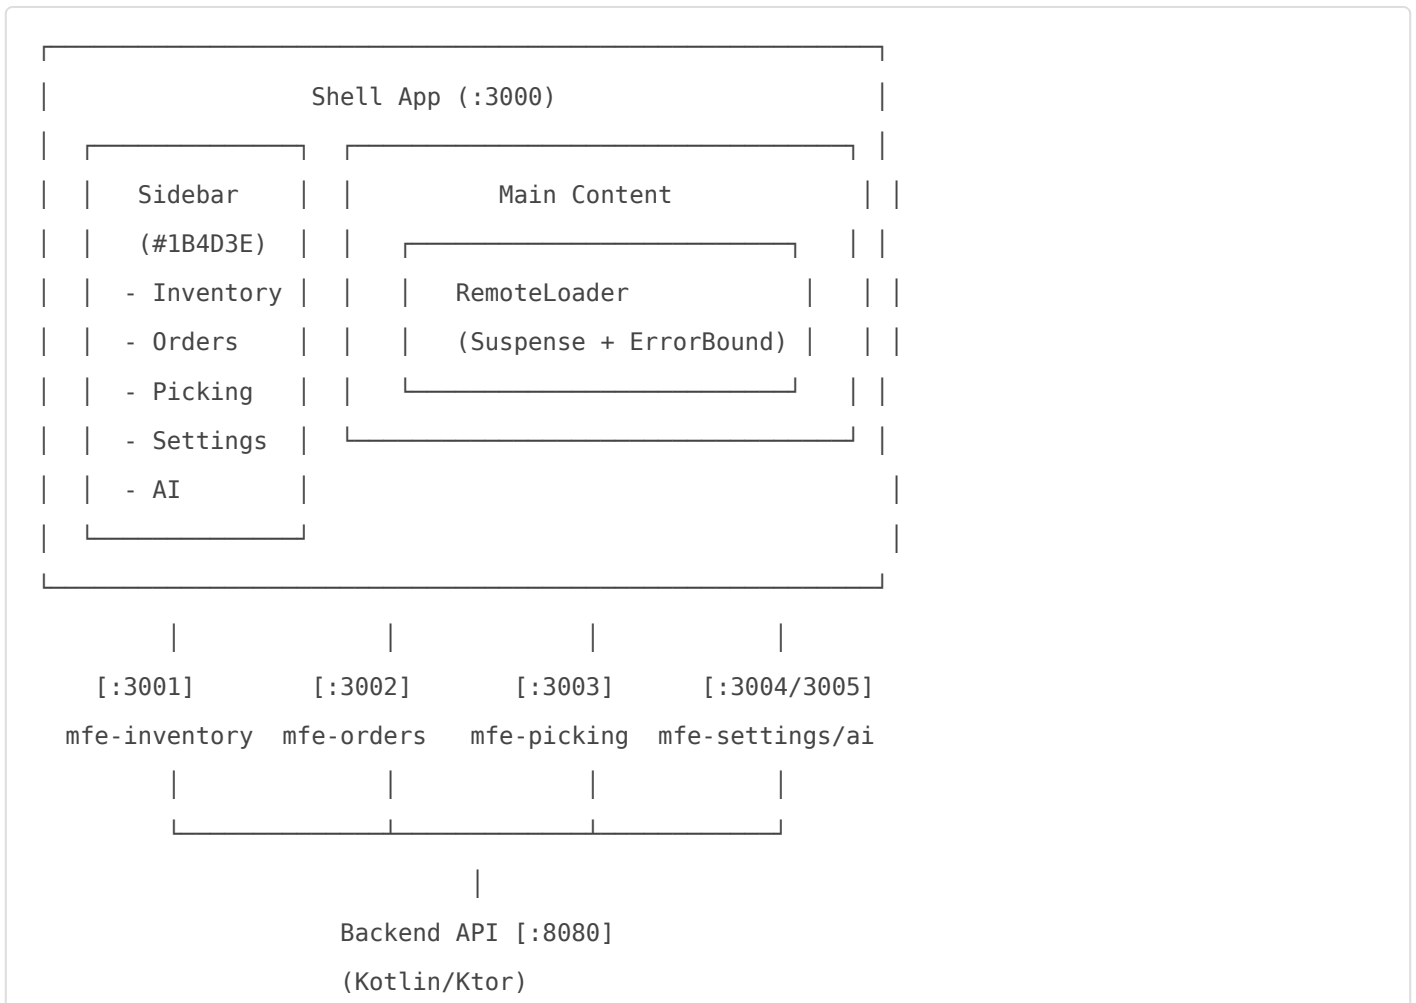 Shell App (:3000)
Sidebar Main Content
(#1B4D3E)
- Inventory RemoteLoader
- Orders (Suspense + ErrorBound)
- Picking
- Settings
- AI
[:3001] [:3002] [:3003] [:3004/3005]
mfe-inventory mfe-orders mfe-picking mfe-settings/ai
Backend API [:8080]
(Kotlin/Ktor)